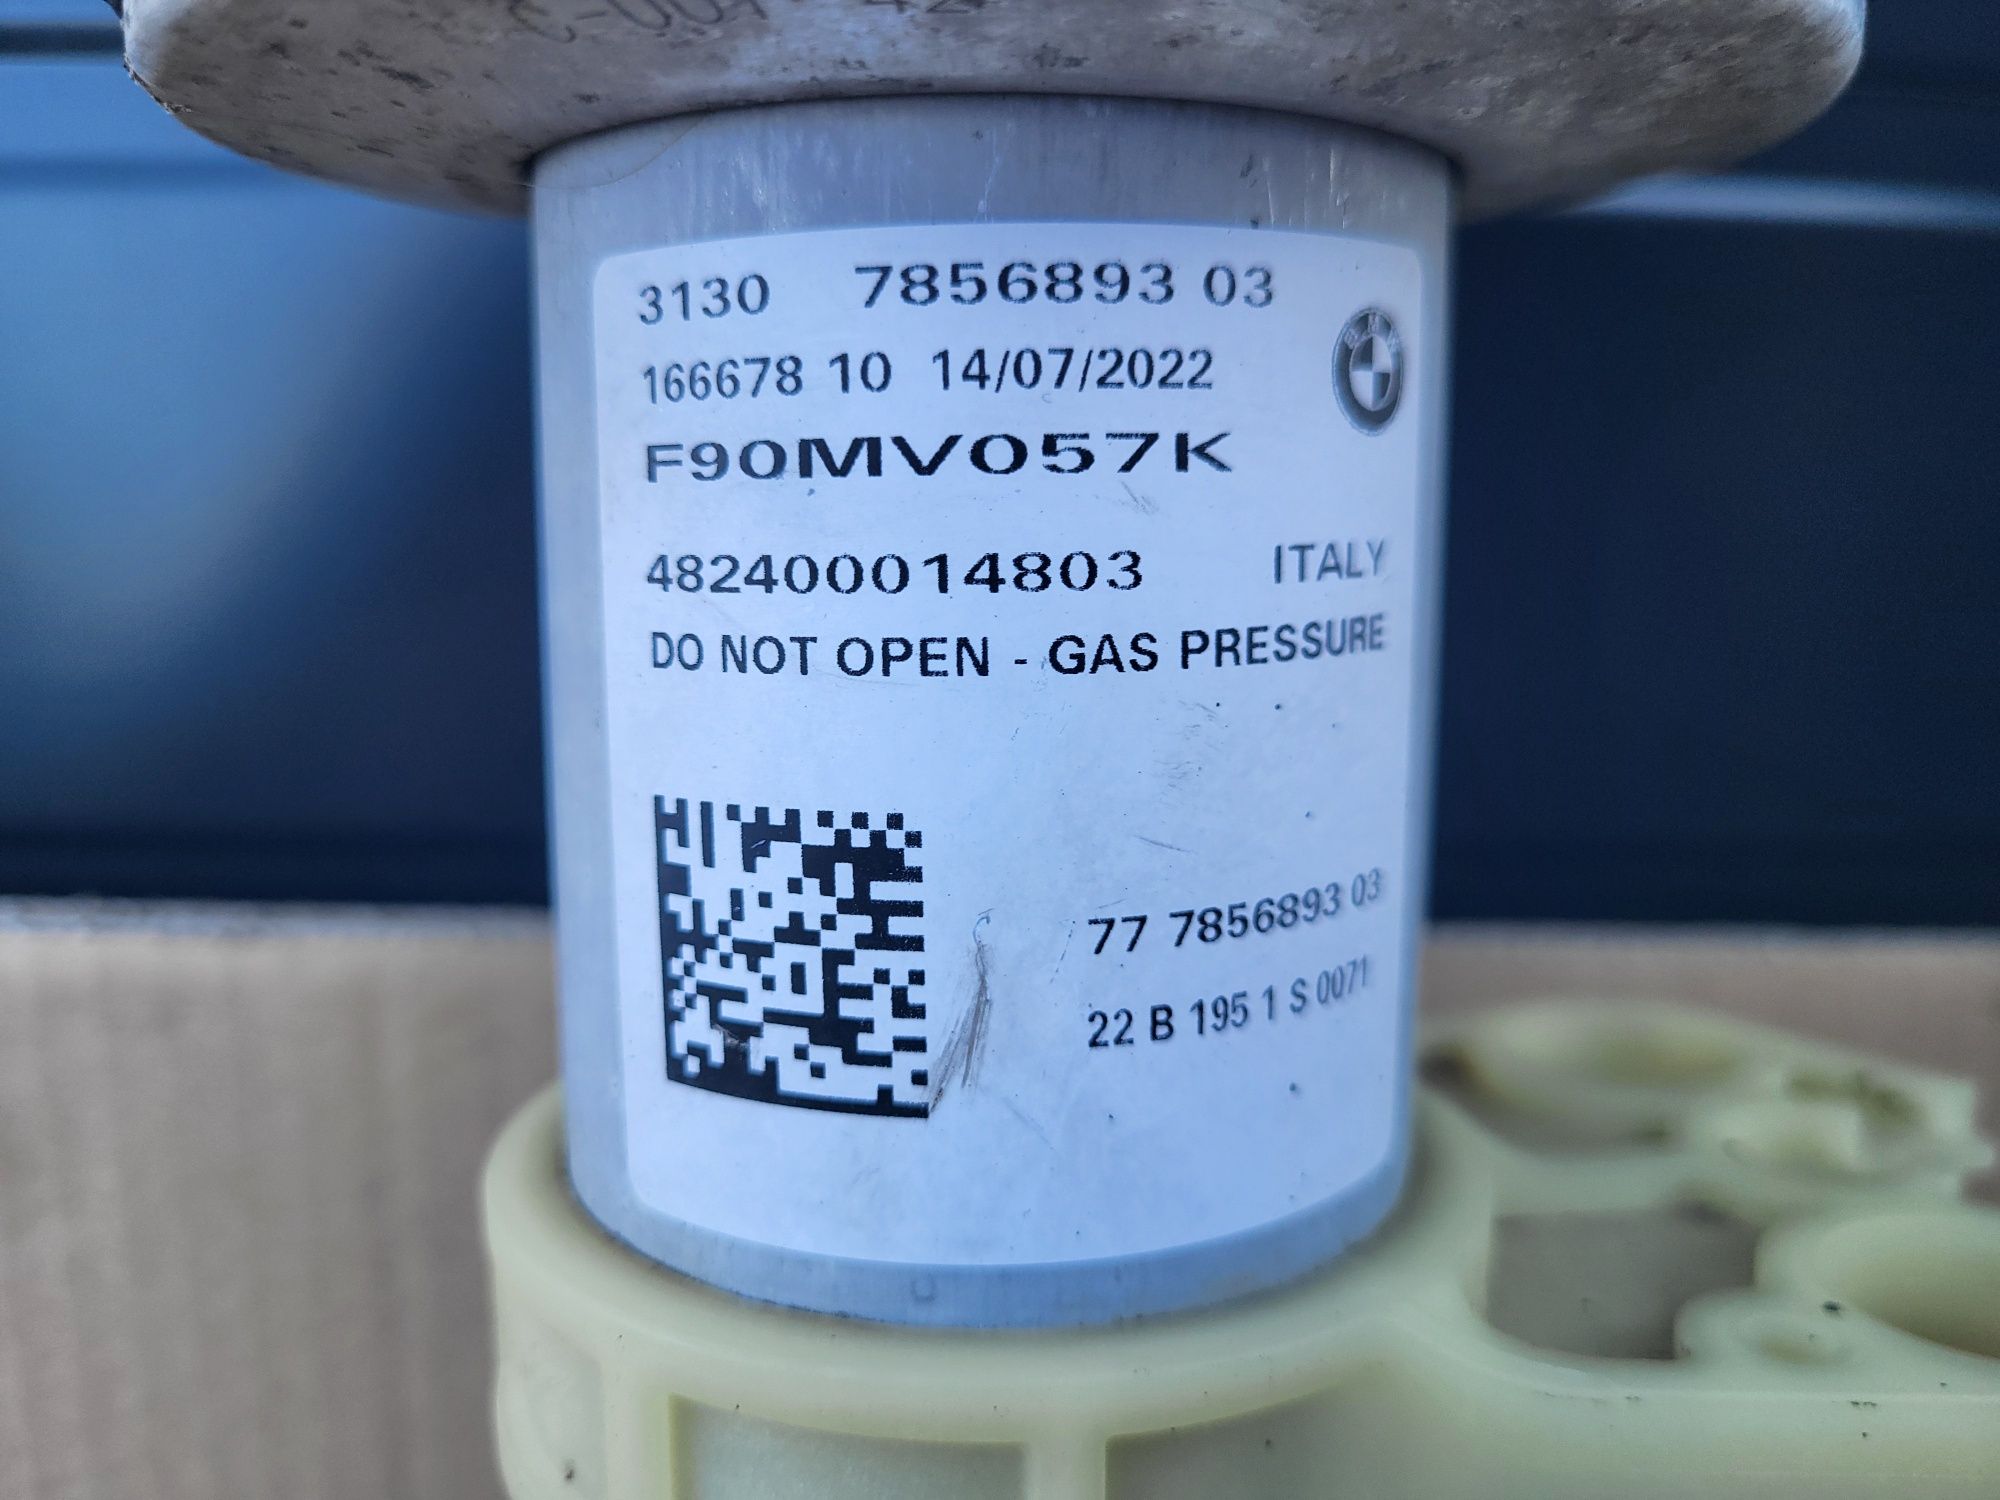 3130 7856893 03
166678 10 14/07/2022
F90MV057K
482400014803 ITALY
DO NOT OPEN - GAS PRESSURE
77 7856893 03
22 B 195 1 S 0071